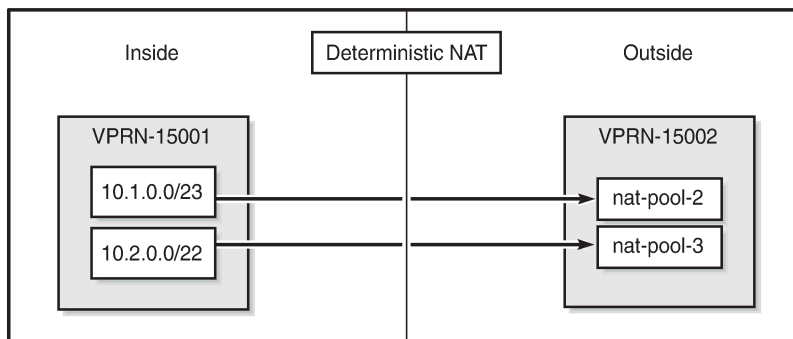 Inside
Deterministic NAT
Outside
VPRN-15001
10.1.0.0/23
10.2.0.0/22
VPRN-15002
nat-pool-2
nat-pool-3